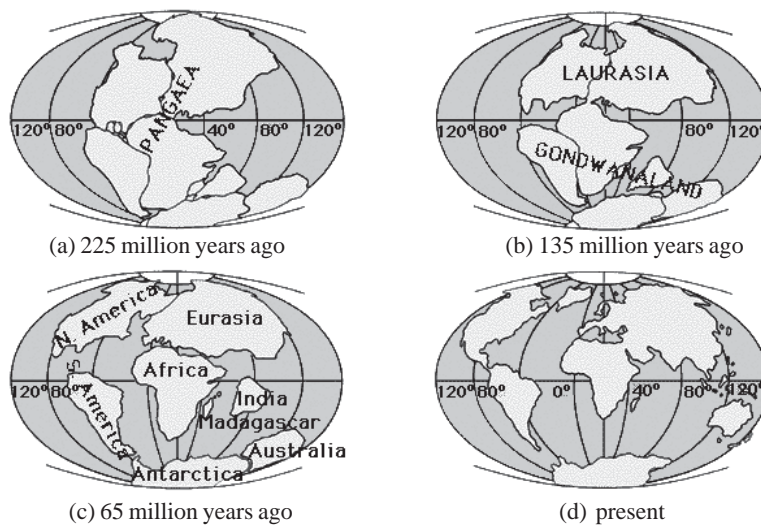 PANGAEA
120° 80° 40° 120°
(a) 225 million years ago
LAURASIA
120° 80° 80° 120°
GONDWANALAND
(b) 135 million years ago
N. America
Eurasia
Africa
120° 80°
S. America
India
Madagascar
Australia
Antarctica
(c) 65 million years ago
120° 80° 0° 40° 80° 120°
(d) present